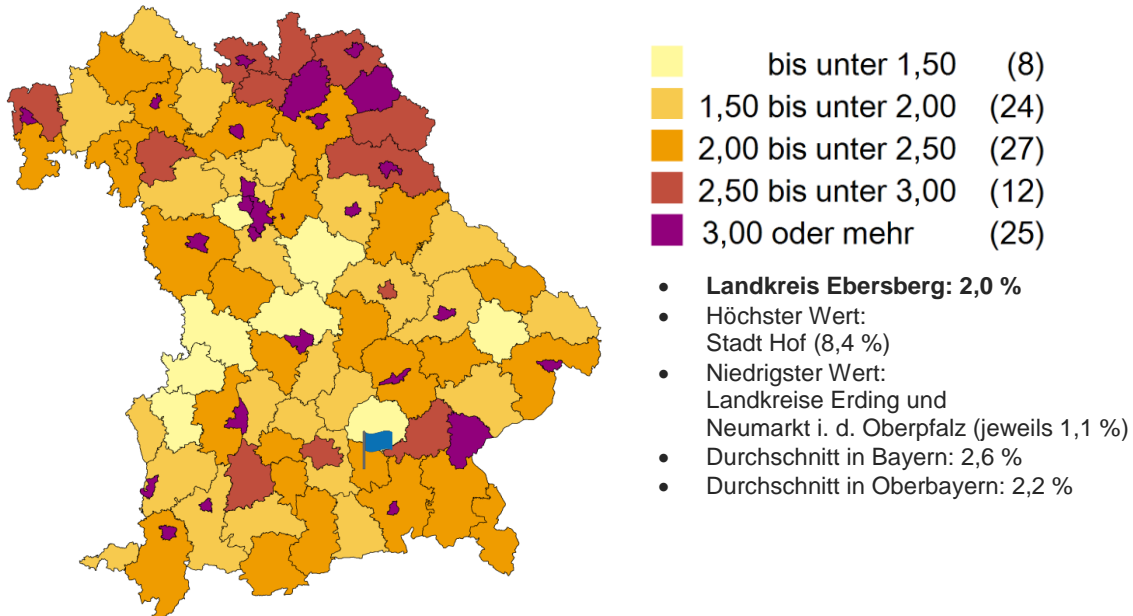 bis unter 1,50 (8)
1,50 bis unter 2,00 (24)
2,00 bis unter 2,50 (27)
2,50 bis unter 3,00 (12)
3,00 oder mehr (25)
• Landkreis Ebersberg: 2,0 %
• Höchster Wert:
Stadt Hof (8,4 %)
• Niedrigster Wert:
Landkreise Erding und
Neumarkt i. d. Oberpfalz (jeweils 1,1 %)
• Durchschnitt in Bayern: 2,6 %
• Durchschnitt in Oberbayern: 2,2 %